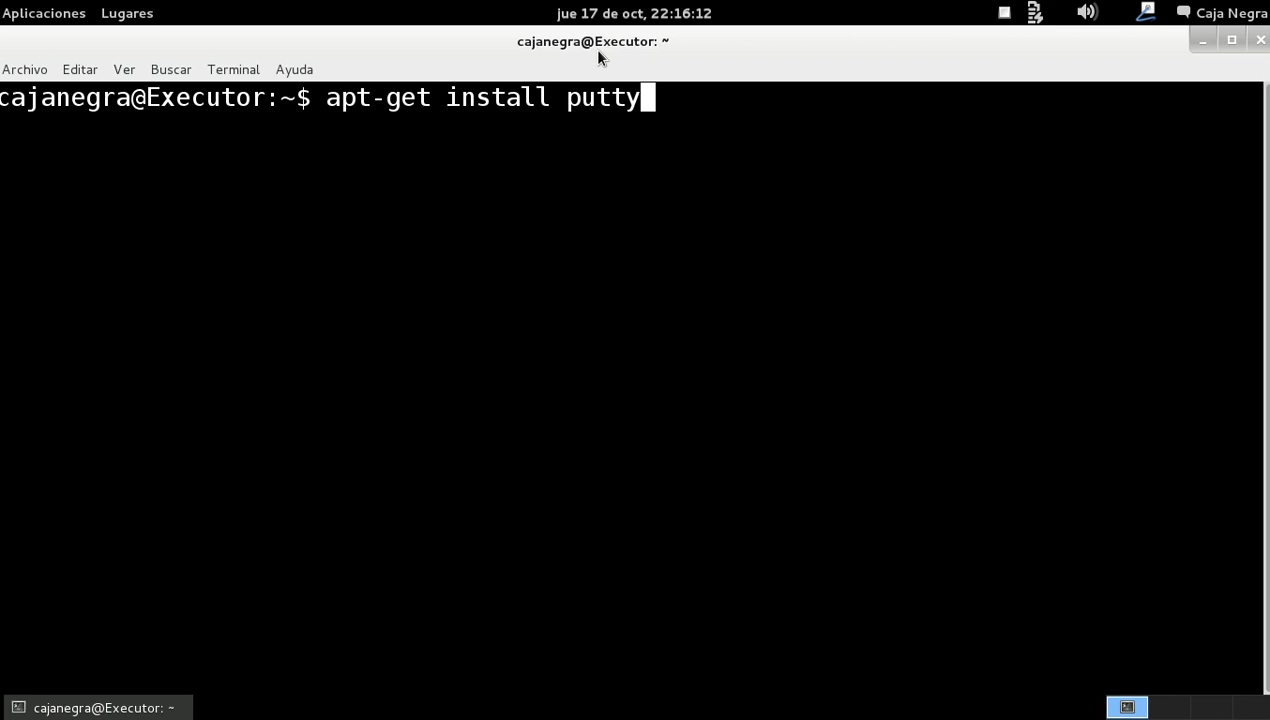 Aplicaciones Lugares jue 17 de oct, 22:16:12 Caja Negra
cajanegra@Executor: ~
Archivo Editar Ver Buscar Terminal Ayuda
cajanegra@Executor:~$ apt-get install putty
cajanegra@Executor: ~